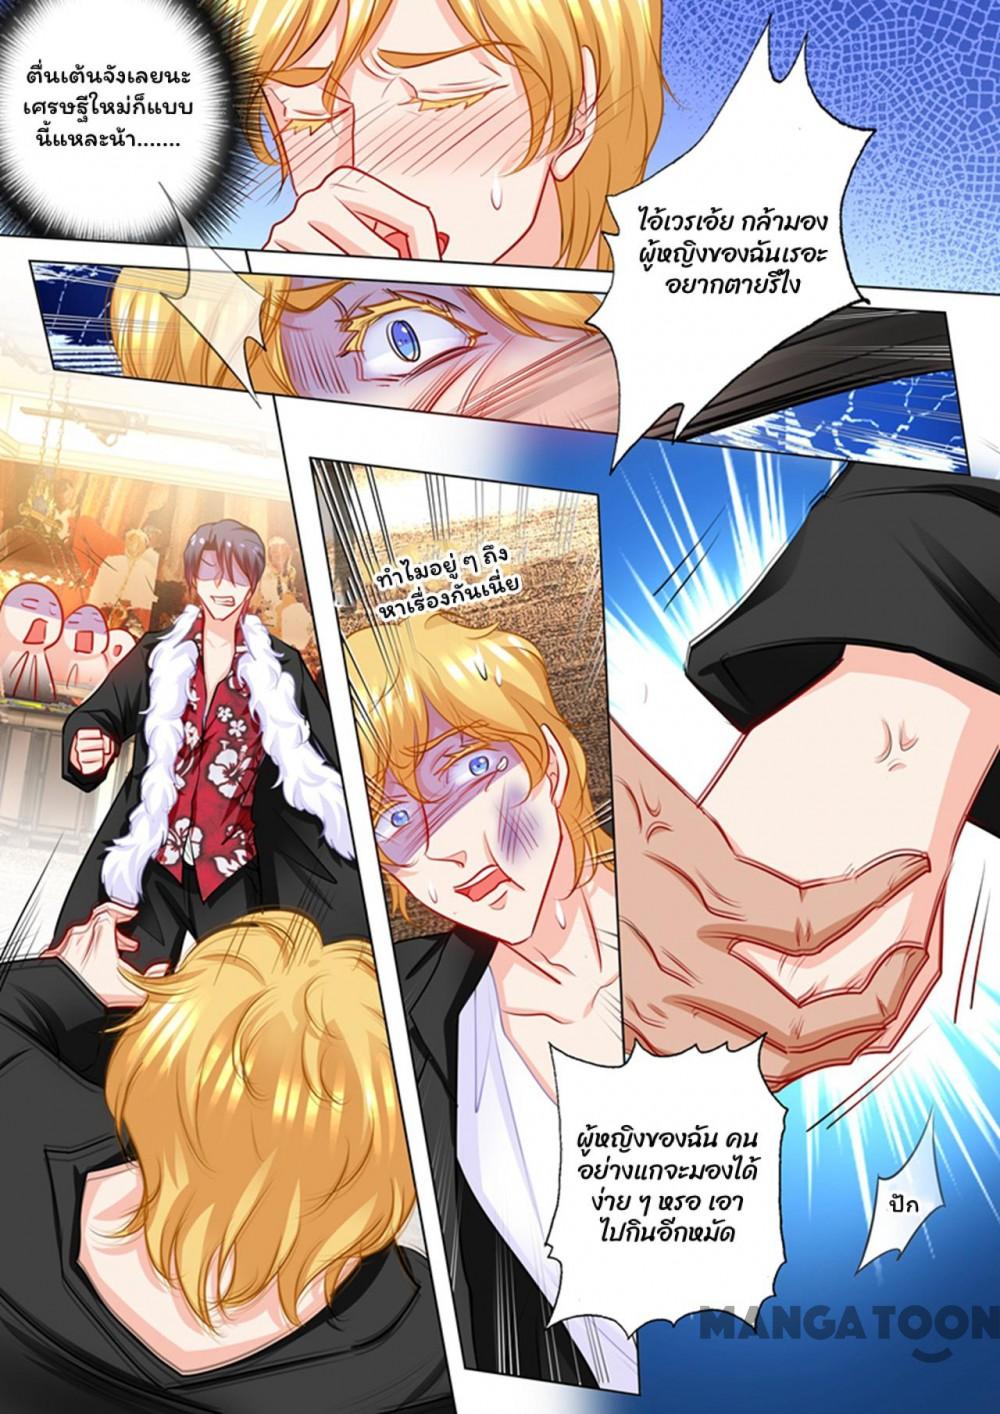 ตื่นเต้นจังเลยนะ
เศรษฐีใหม่ก็แบบ
นี้แหละน้า.......
ไอ้เวรเอ้ย กล้ามอง
ผู้หญิงของฉันเรอะ
อยากตายรึไง
ทำไมอยู่ ๆ ถึง
หาเรื่องกันเนี่ย
ผู้หญิงของฉัน คน
อย่างแกจะมองได้
ง่าย ๆ หรอ เอา
ไปกินอีกหมัด
ปัก
MANGATOON